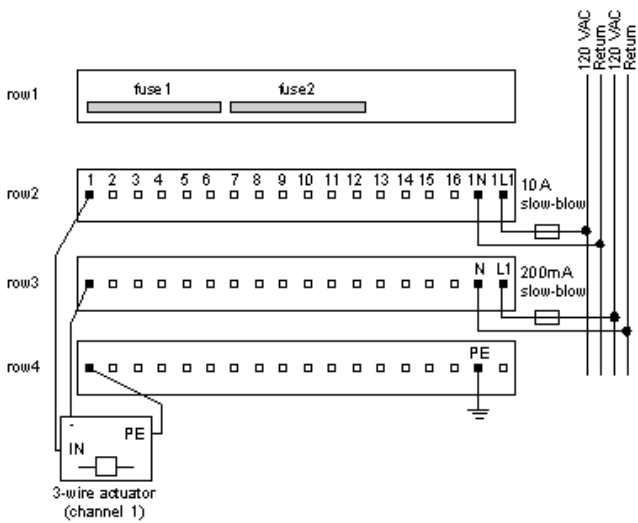 120 VAC
Return
120 VAC
Return
row1
fuse1 fuse2
row2
1 2 3 4 5 6 7 8 9 10 11 12 13 14 15 16 1N 1L1
10A
slow-blow
row3
N L1
200mA
slow-blow
row4
PE
-
PE
IN
3-wire actuator
(channel 1)